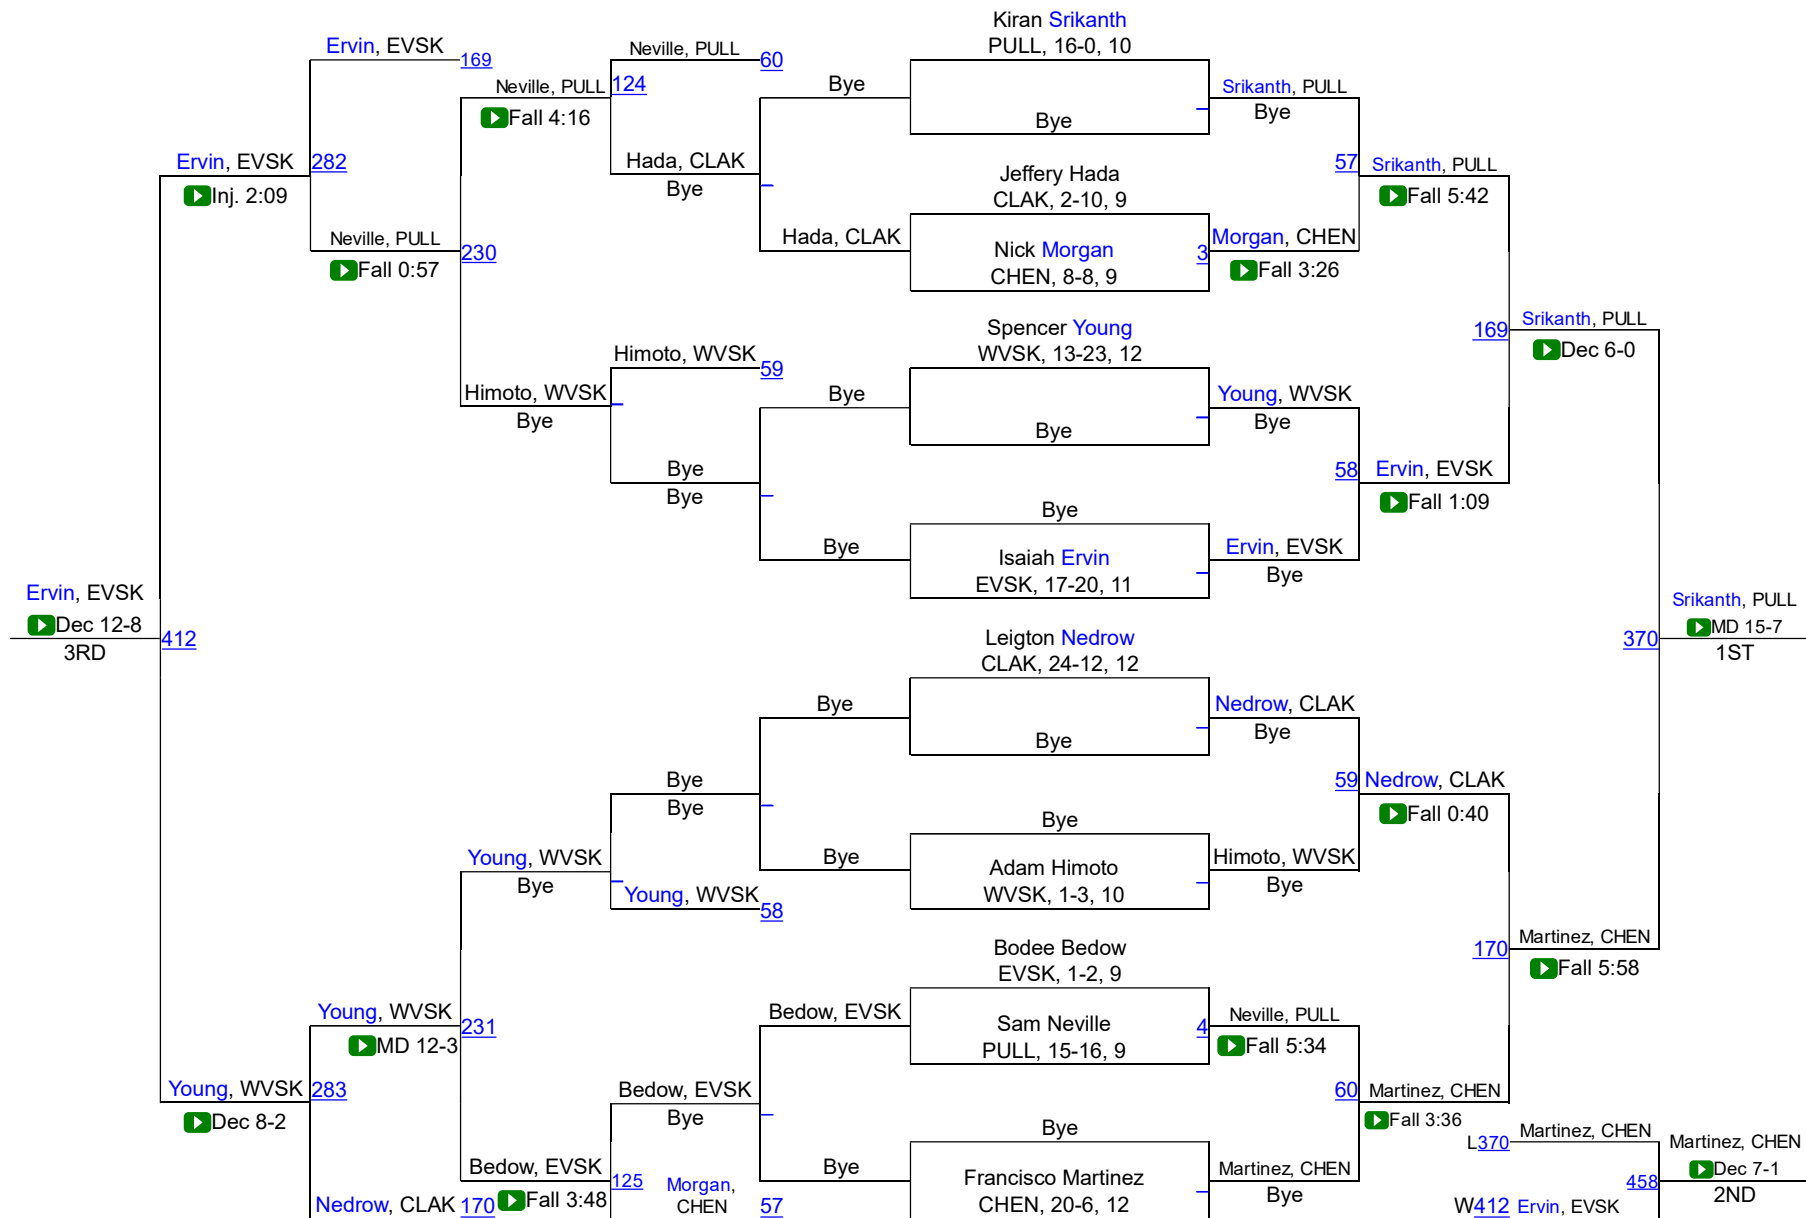 Kiran Srikanth
PULL, 16-0, 10
Ervin, EVSK
169
Neville, PULL
60
Neville, PULL
124
Fall 4:16
Bye
Bye
Srikanth, PULL
Bye
Ervin, EVSK
282
Inj. 2:09
Hada, CLAK
Bye
Jeffery Hada
CLAK, 2-10, 9
57
Srikanth, PULL
Fall 5:42
Neville, PULL
230
Fall 0:57
Hada, CLAK
Nick Morgan
3
CHEN, 8-8, 9
Morgan, CHEN
Fall 3:26
Spencer Young
WVSK, 13-23, 12
169
Srikanth, PULL
Dec 6-0
Himoto, WVSK
59
Himoto, WVSK
Bye
Bye
Bye
Young, WVSK
Bye
Bye
Bye
58
Ervin, EVSK
Fall 1:09
Bye
Bye
Isaiah Ervin
EVSK, 17-20, 11
Ervin, EVSK
Bye
Ervin, EVSK
Dec 12-8
412
3RD
Srikanth, PULL
MD 15-7
370
1ST
Leigton Nedrow
CLAK, 24-12, 12
Bye
Bye
Nedrow, CLAK
Bye
Bye
Bye
59
Nedrow, CLAK
Fall 0:40
Bye
Bye
Adam Himoto
WVSK, 1-3, 10
Himoto, WVSK
Bye
Young, WVSK
Bye
Young, WVSK
58
Bodee Bedow
EVSK, 1-2, 9
170
Martinez, CHEN
Fall 5:58
Young, WVSK
231
MD 12-3
Bedow, EVSK
Sam Neville
4
PULL, 15-16, 9
Neville, PULL
Fall 5:34
Young, WVSK
283
Dec 8-2
Bedow, EVSK
Bye
60
Martinez, CHEN
Fall 3:36
Bye
Bye
Francisco Martinez
CHEN, 20-6, 12
Martinez, CHEN
Bye
L370
Martinez, CHEN
Martinez, CHEN
Dec 7-1
458
2ND
Bedow, EVSK
125
Fall 3:48
Morgan,
CHEN
57
Nedrow, CLAK
170
W412
Ervin, EVSK